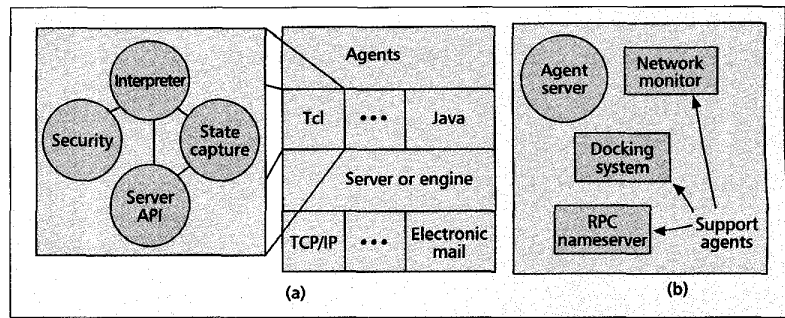 Interpreter
Security
State
capture
Server
API
Agents
Tcl
•••
Java
Server or engine
TCP/IP
•••
Electronic
mail
(a)
Agent
server
Network
monitor
Docking
system
RPC
nameserver
Support
agents
(b)